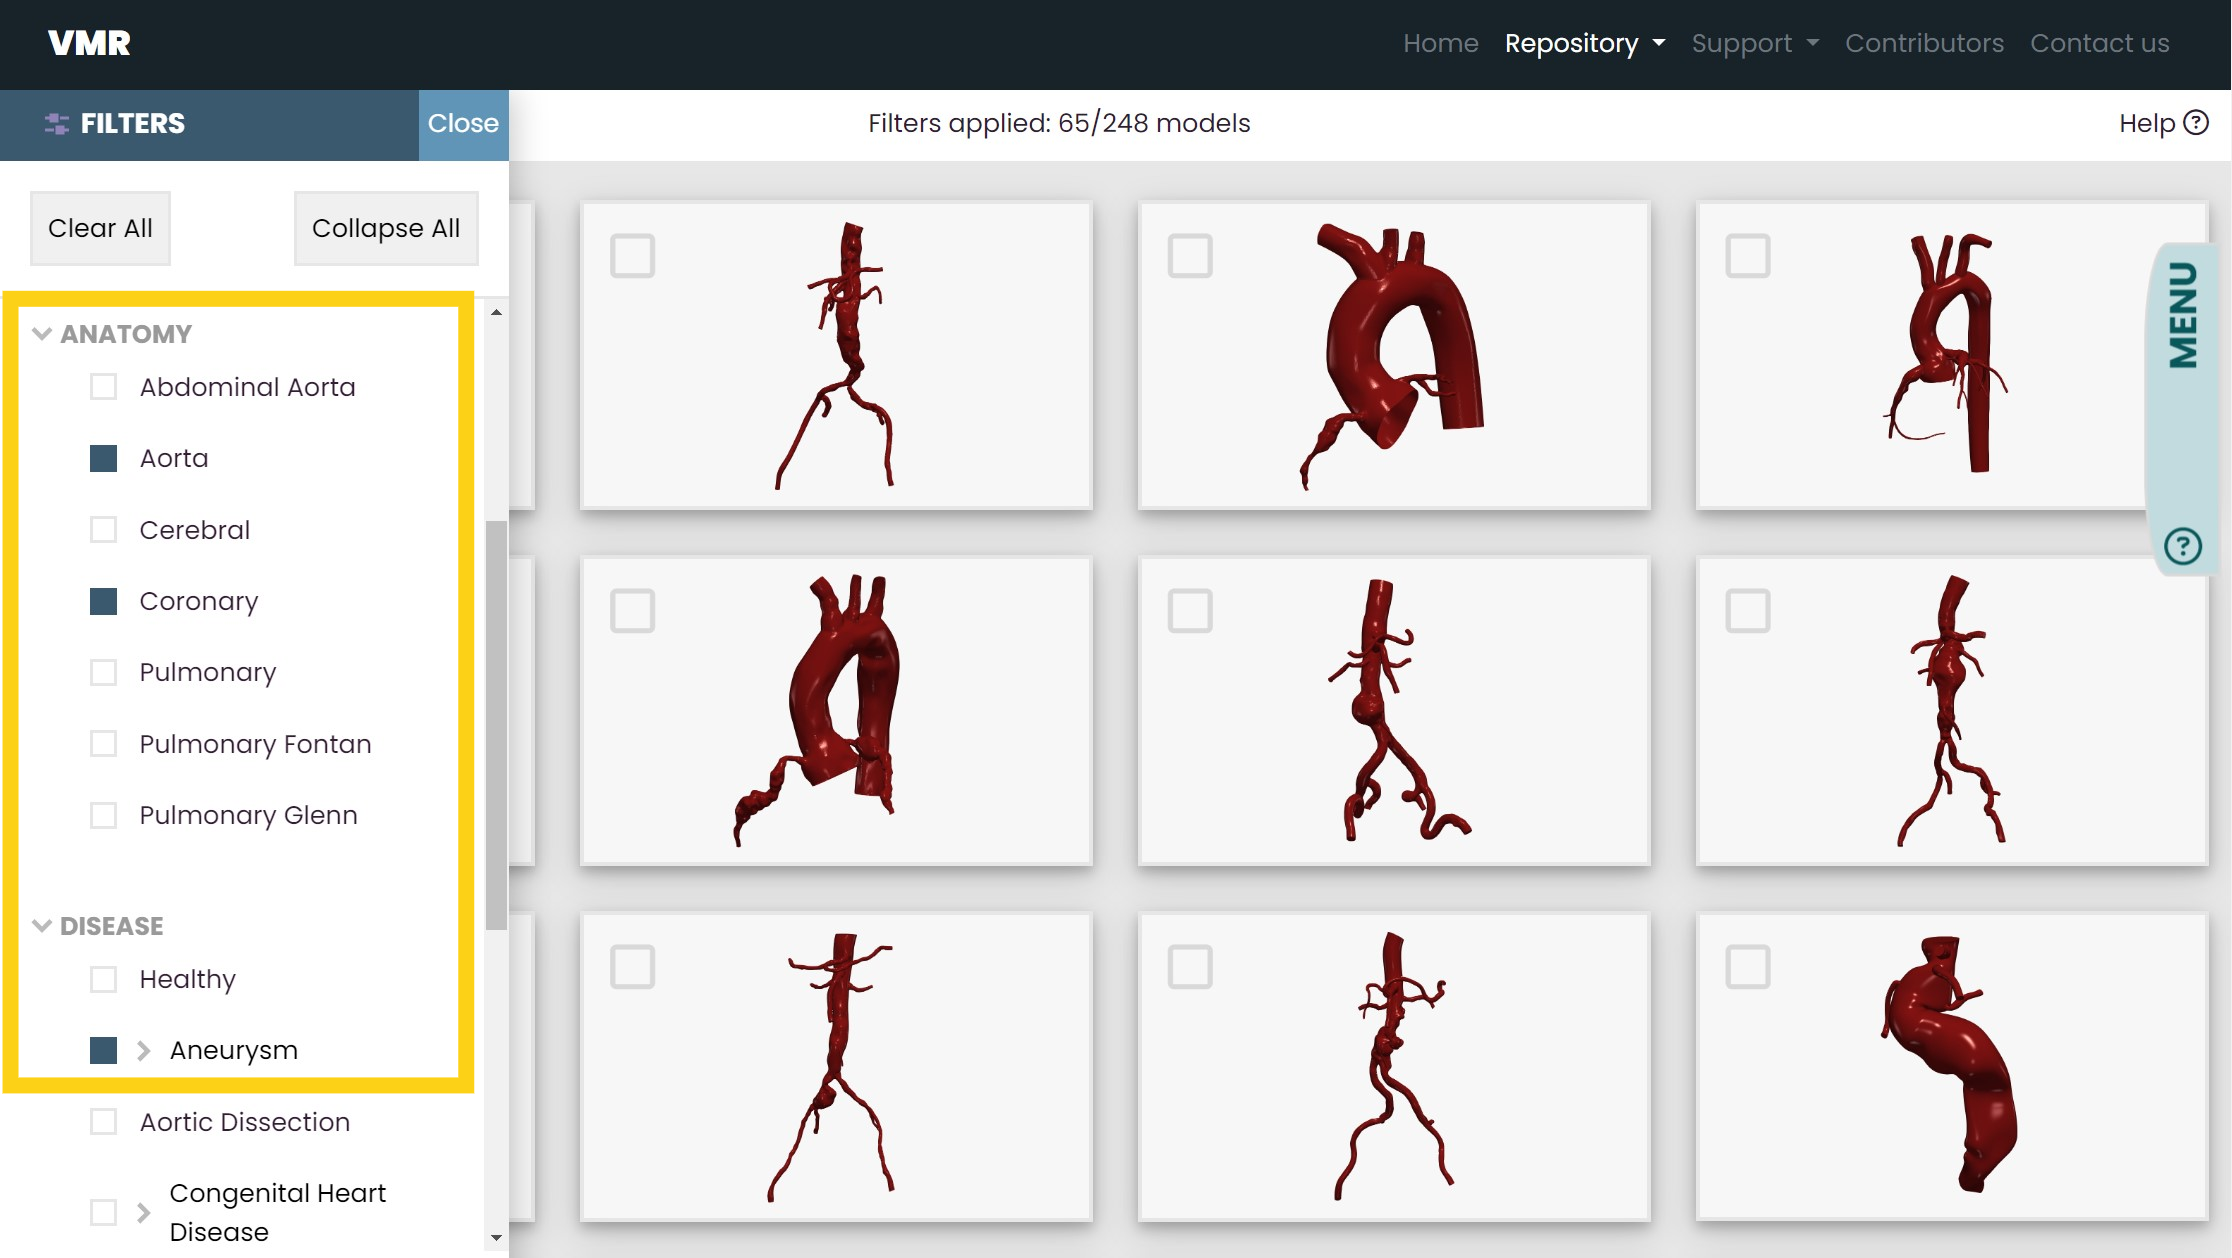 VMR
Home Repository Support Contributors Contact us
FILTERS Close
Filters applied: 65/248 models
Help ?
Clear All Collapse All
ANATOMY
Abdominal Aorta
Aorta
Cerebral
Coronary
Pulmonary
Pulmonary Fontan
Pulmonary Glenn
DISEASE
Healthy
Aneurysm
Aortic Dissection
Congenital Heart
Disease
MENU
?